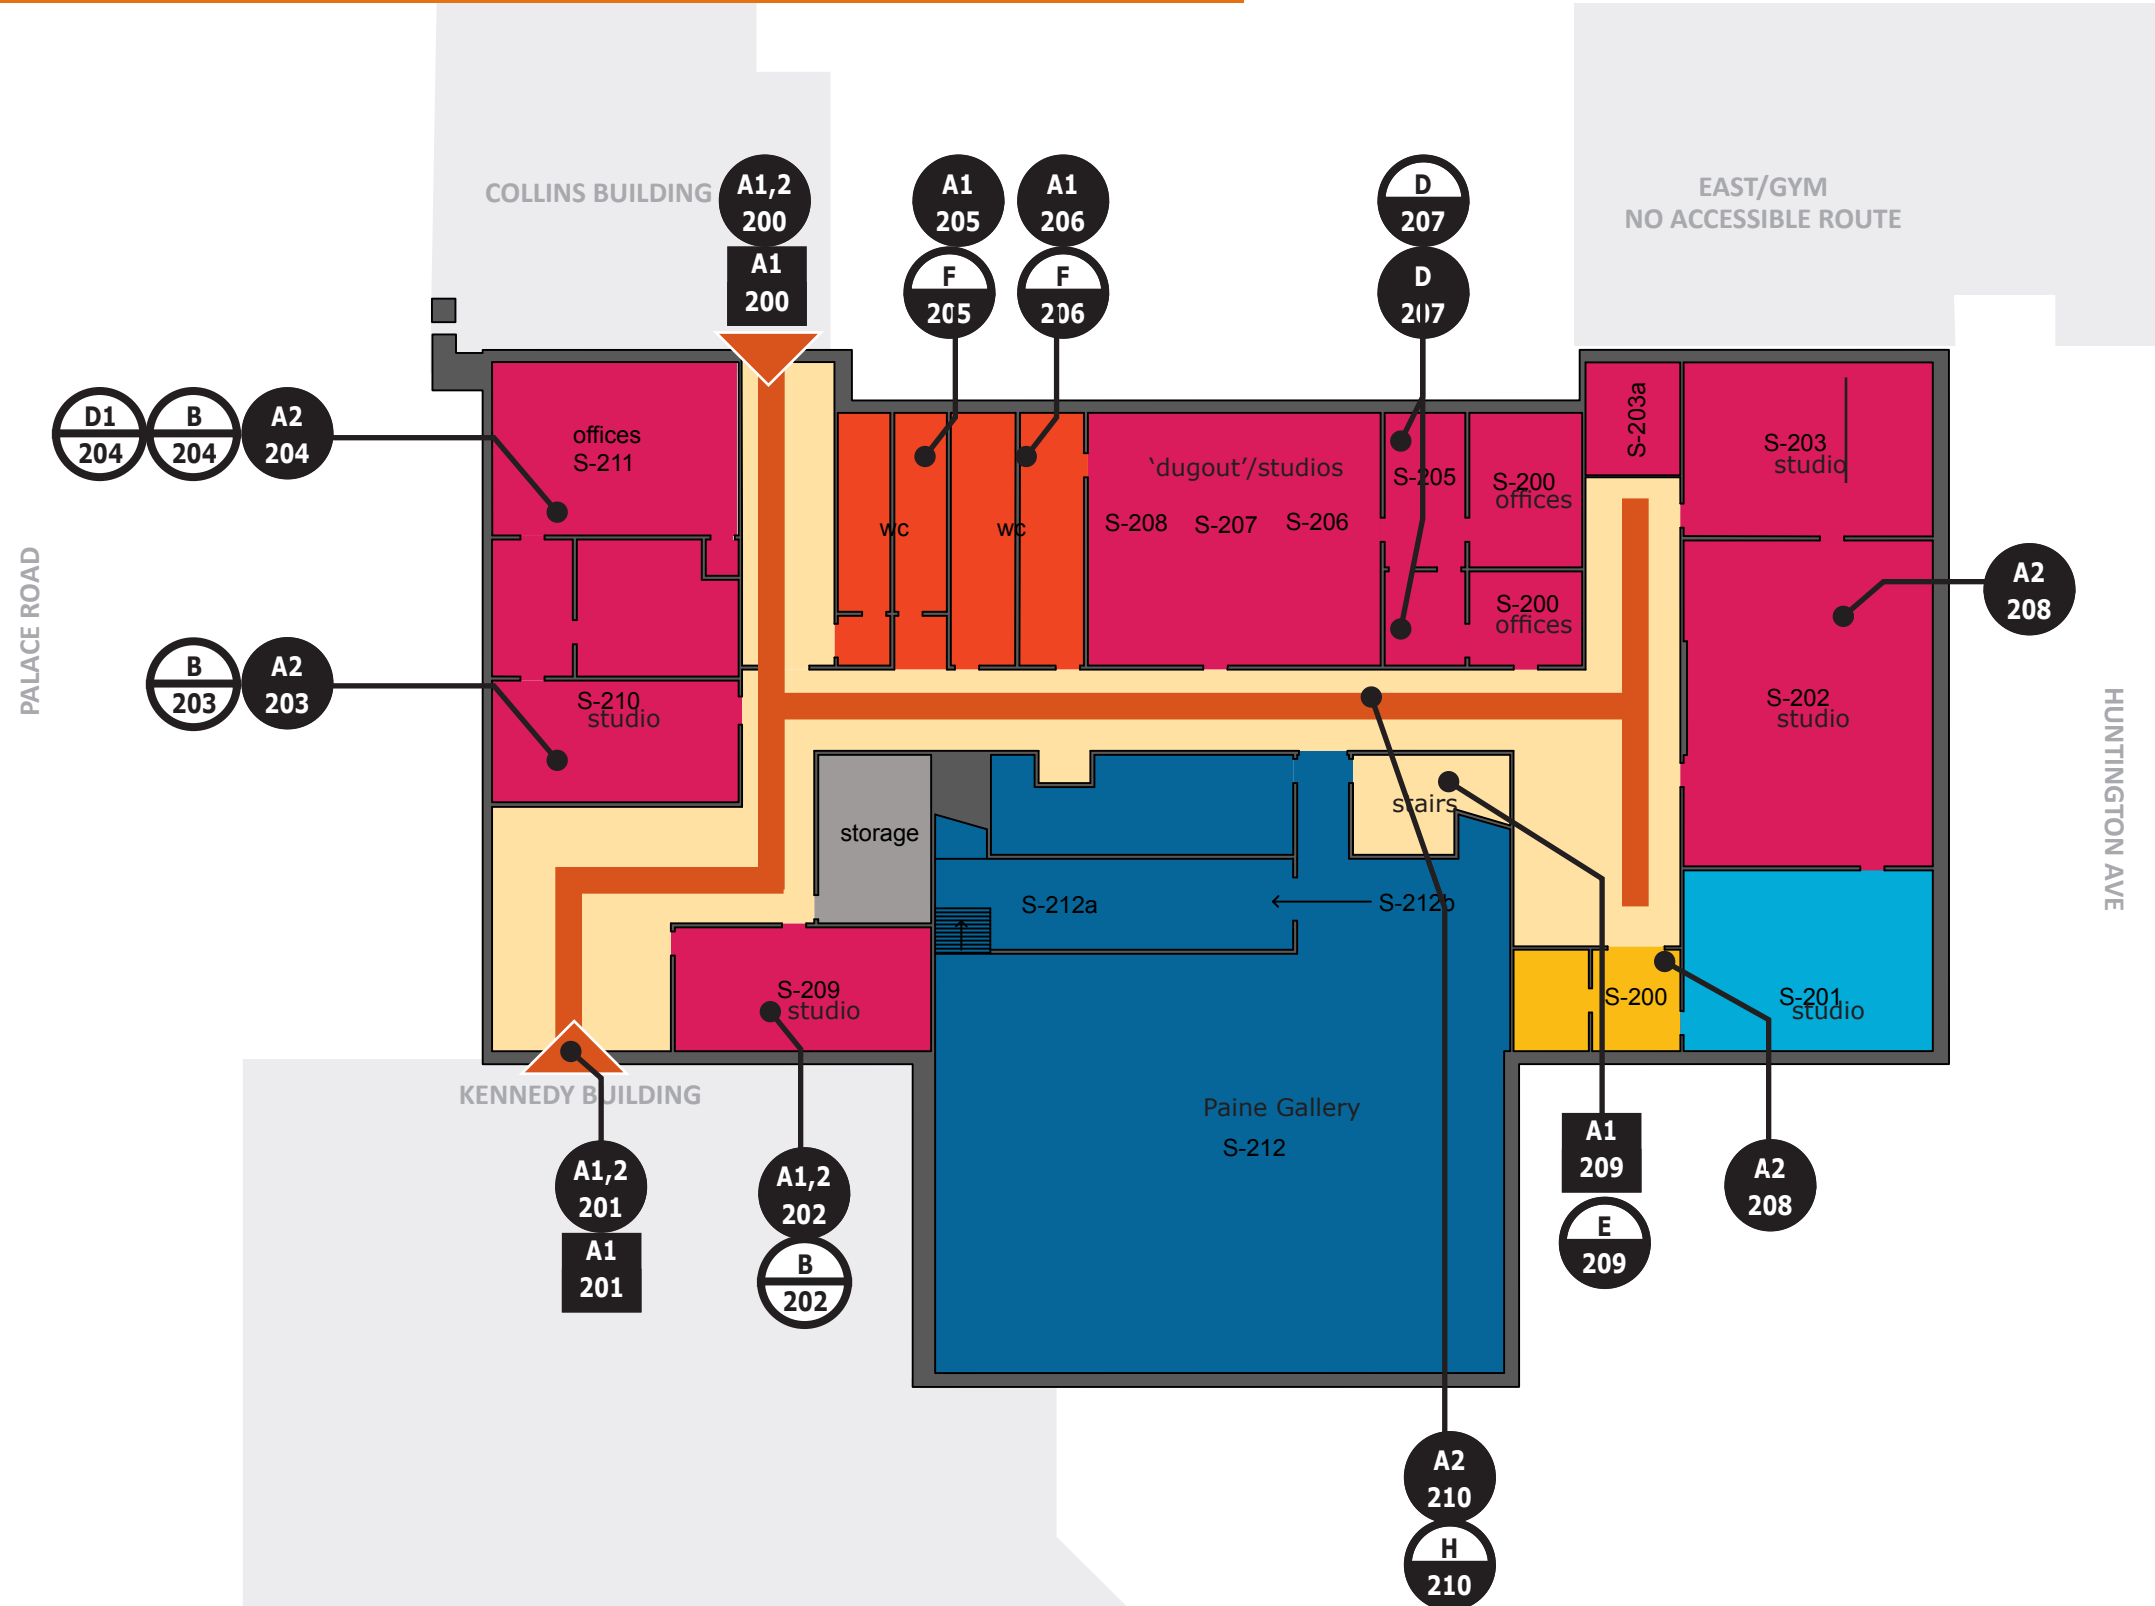 COLLINS BUILDING
A1,2
200
A1
200
A1
205
F
205
A1
206
F
206
D
207
D
207
EAST/GYM
NO ACCESSIBLE ROUTE
D1
204
B
204
A2
204
offices
S-211
wc
wc
'dugout'/studios
S-208
S-207
S-206
S-205
S-200
offices
S-200
offices
S-203a
S-203
studio
A2
208
PALACE ROAD
B
203
A2
203
S-210
studio
S-202
studio
HUNTINGTON AVE
storage
stairs
S-212a
S-212b
S-209
studio
S-200
S-201
studio
KENNEDY BUILDING
Paine Gallery
S-212
A1,2
201
A1
201
A1,2
202
B
202
A1
209
E
209
A2
208
A2
210
H
210